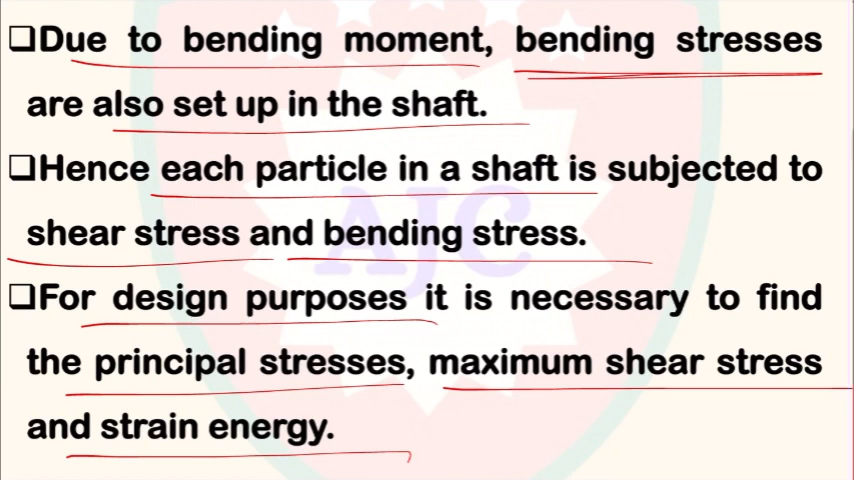 ❑Due to bending moment, bending stresses
are also set up in the shaft.
❑Hence each particle in a shaft is subjected to
shear stress and bending stress.
❑For design purposes it is necessary to find
the principal stresses, maximum shear stress
and strain energy.
AJC